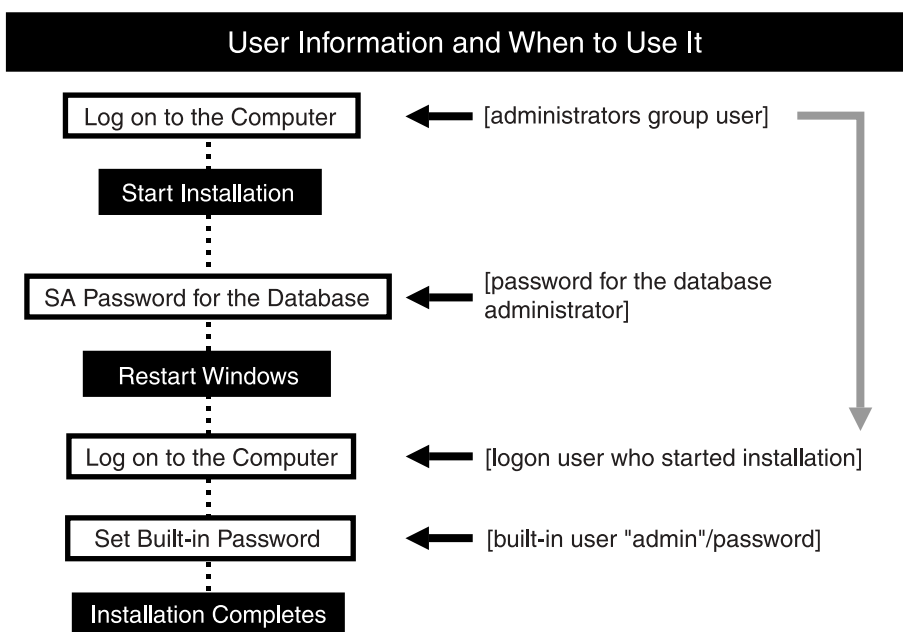 User Information and When to Use It
Log on to the Computer
[administrators group user]
Start Installation
SA Password for the Database
[password for the database
administrator]
Restart Windows
Log on to the Computer
[logon user who started installation]
Set Built-in Password
[built-in user "admin"/password]
Installation Completes